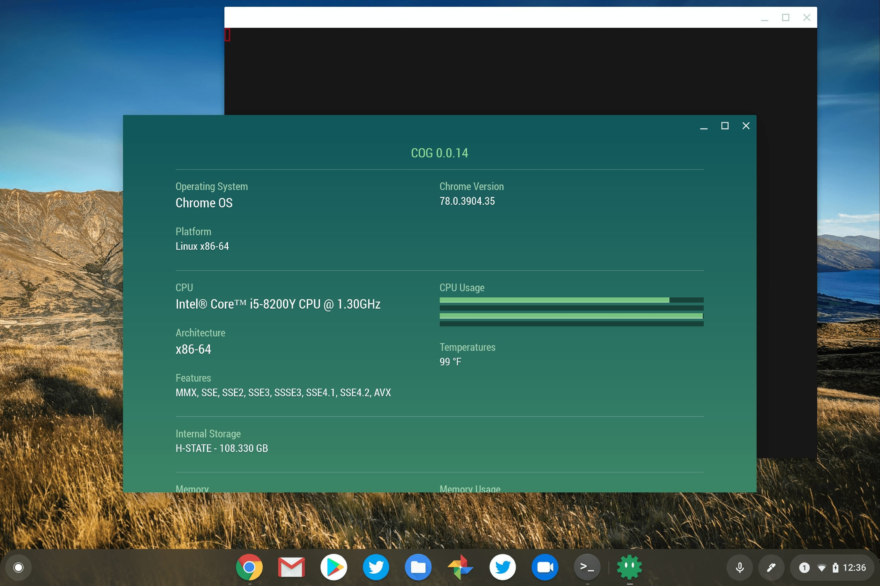 COG 0.0.14
Operating System
Chrome OS
Chrome Version
78.0.3904.35
Platform
Linux x86-64
CPU
Intel® Core™ i5-8200Y CPU @ 1.30GHz
CPU Usage
Architecture
x86-64
Temperatures
99 °F
Features
MMX, SSE, SSE2, SSE3, SSSE3, SSE4.1, SSE4.2, AVX
Internal Storage
H-STATE - 108.330 GB
Memory
Memory Usage
>_
1
12:36